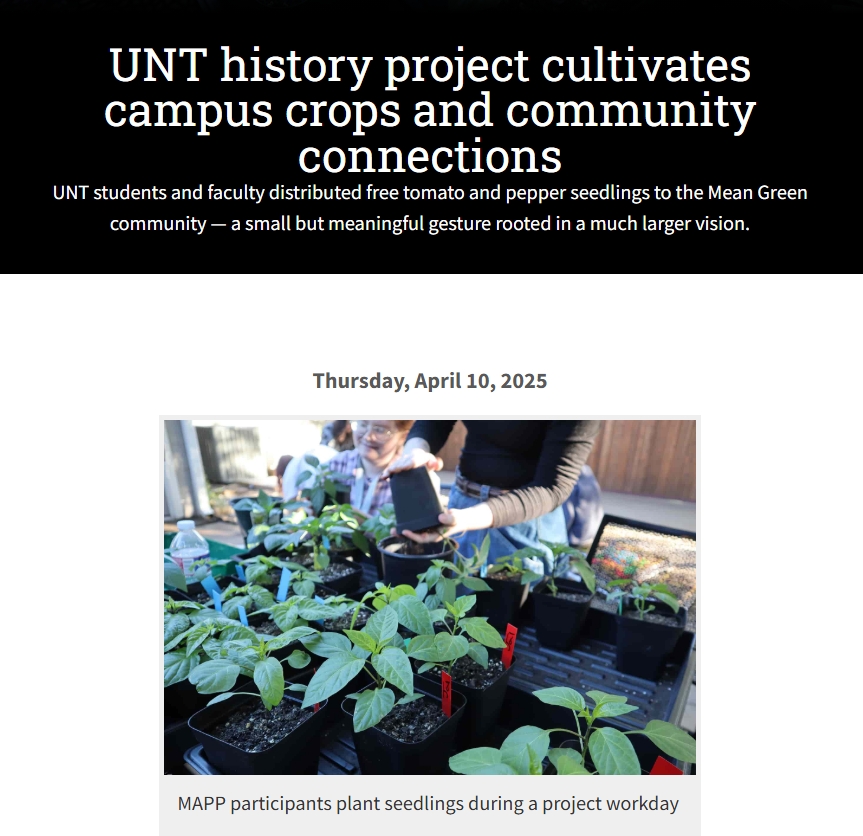 UNT history project cultivates
campus crops and community
connections
UNT students and faculty distributed free tomato and pepper seedlings to the Mean Green
community — a small but meaningful gesture rooted in a much larger vision.
Thursday, April 10, 2025
MAPP participants plant seedlings during a project workday